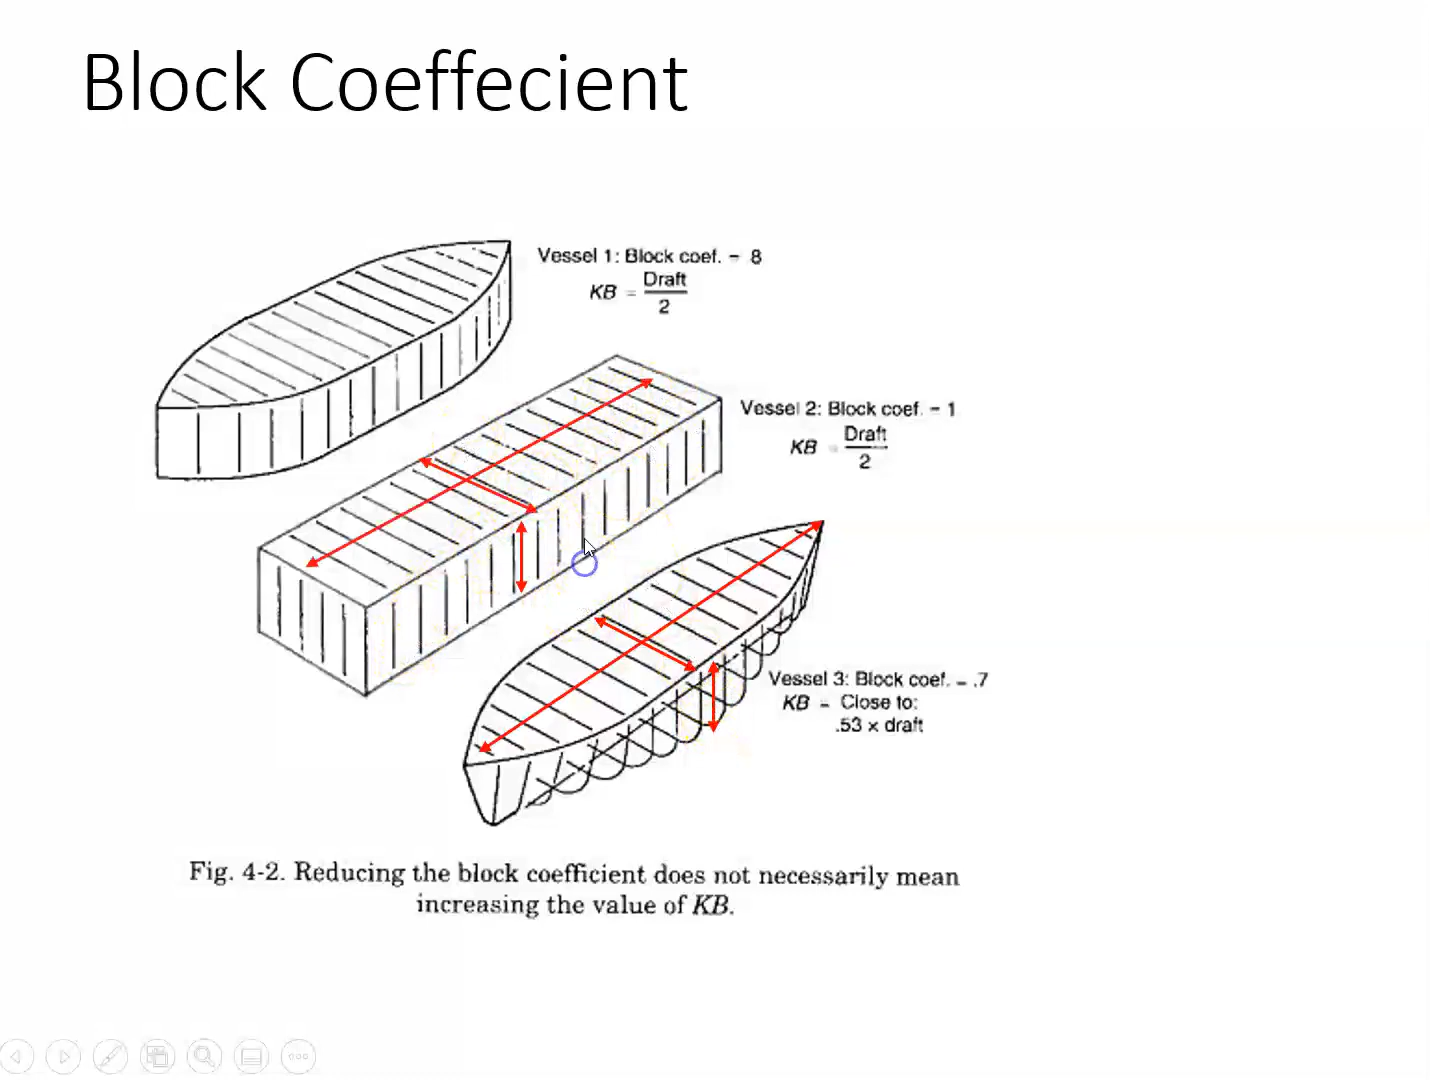 Block Coeffecient
Vessel 1: Block coef. = 8
KB = Draft
2
Vessel 2: Block coef. = 1
KB = Draft
2
Vessel 3: Block coef. = .7
KB = Close to:
.53 x draft
Fig. 4-2. Reducing the block coefficient does not necessarily mean
increasing the value of KB.